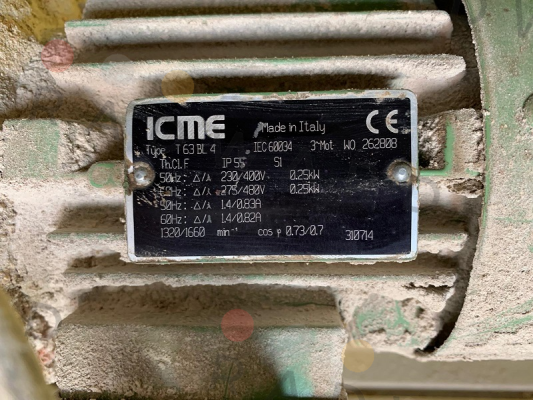 ICME Made in Italy CE
Type T 63 BL 4 IEC 60034 3~Mot WO 262808
Th.Cl.F IP 55 S1
50Hz: △/⅄ 230/400V 0.25kW
60Hz: △/⅄ 275/480V 0.25kW
50Hz: △/⅄ 1.4/0.83A
60Hz: △/⅄ 1.4/0.82A
1320/1660 min⁻¹ cos φ 0.73/0.7 310714